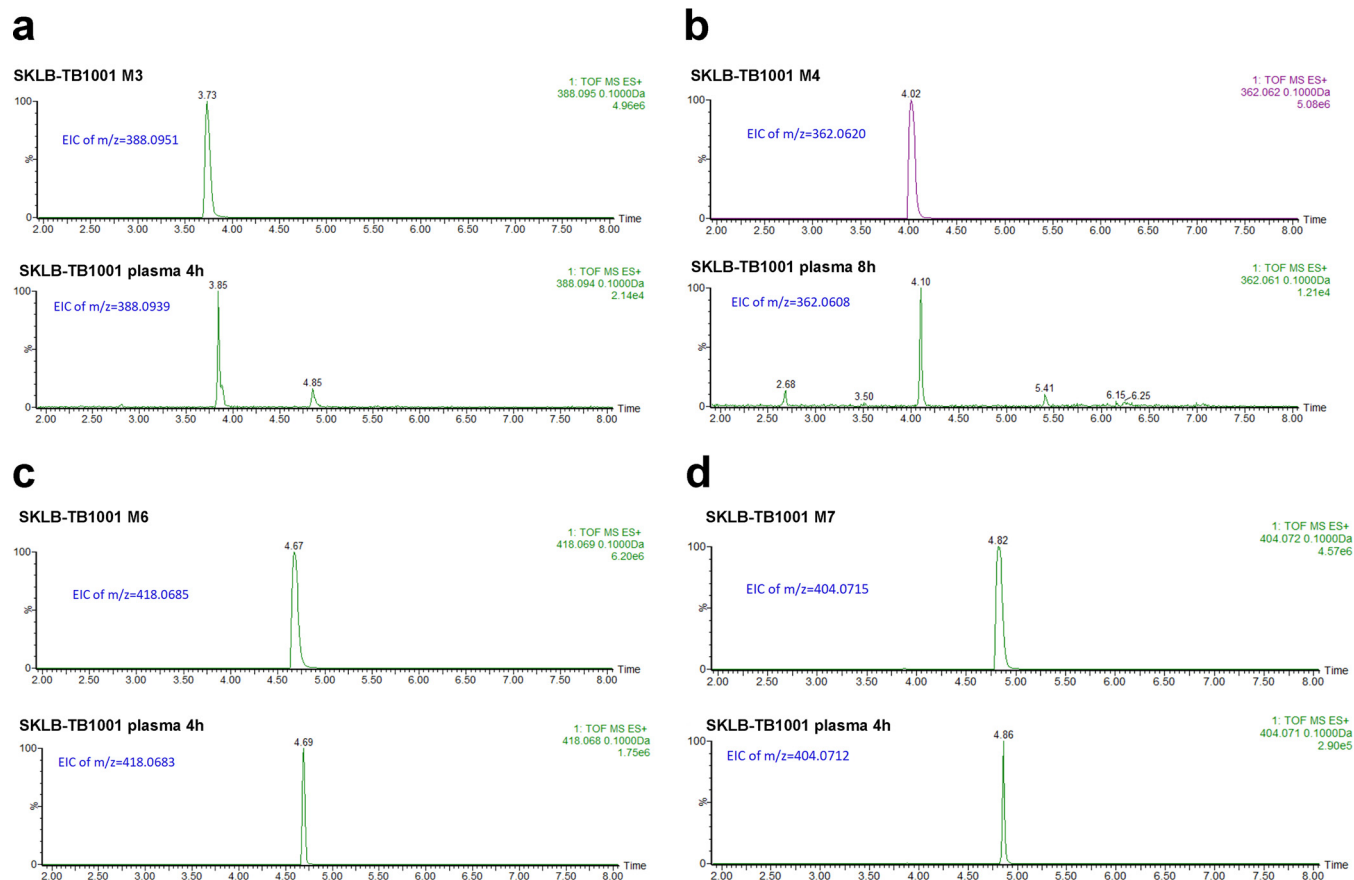 a
SKLB-TB1001 M3
1: TOF MS ES+
388.095 0.1000Da
4.96e6
3.73
100
EIC of m/z=388.0951
%
0
2.00 2.50 3.00 3.50 4.00 4.50 5.00 5.50 6.00 6.50 7.00 7.50 8.00
Time
SKLB-TB1001 plasma 4h
1: TOF MS ES+
388.094 0.1000Da
2.14e4
3.85
100
EIC of m/z=388.0939
%
4.85
0
2.00 2.50 3.00 3.50 4.00 4.50 5.00 5.50 6.00 6.50 7.00 7.50 8.00
Time
b
SKLB-TB1001 M4
1: TOF MS ES+
362.062 0.1000Da
5.08e6
4.02
100
EIC of m/z=362.0620
%
0
2.00 2.50 3.00 3.50 4.00 4.50 5.00 5.50 6.00 6.50 7.00 7.50 8.00
Time
SKLB-TB1001 plasma 8h
1: TOF MS ES+
362.061 0.1000Da
1.21e4
4.10
100
EIC of m/z=362.0608
%
2.68
3.50
5.41
6.15
6.25
0
2.00 2.50 3.00 3.50 4.00 4.50 5.00 5.50 6.00 6.50 7.00 7.50 8.00
Time
c
SKLB-TB1001 M6
1: TOF MS ES+
418.069 0.1000Da
6.20e6
4.67
100
EIC of m/z=418.0685
%
0
2.00 2.50 3.00 3.50 4.00 4.50 5.00 5.50 6.00 6.50 7.00 7.50 8.00
Time
SKLB-TB1001 plasma 4h
1: TOF MS ES+
418.068 0.1000Da
1.75e6
4.69
100
EIC of m/z=418.0683
%
0
2.00 2.50 3.00 3.50 4.00 4.50 5.00 5.50 6.00 6.50 7.00 7.50 8.00
Time
d
SKLB-TB1001 M7
1: TOF MS ES+
404.072 0.1000Da
4.57e6
4.82
100
EIC of m/z=404.0715
%
0
2.00 2.50 3.00 3.50 4.00 4.50 5.00 5.50 6.00 6.50 7.00 7.50 8.00
Time
SKLB-TB1001 plasma 4h
1: TOF MS ES+
404.071 0.1000Da
2.90e5
4.86
100
EIC of m/z=404.0712
%
0
2.00 2.50 3.00 3.50 4.00 4.50 5.00 5.50 6.00 6.50 7.00 7.50 8.00
Time